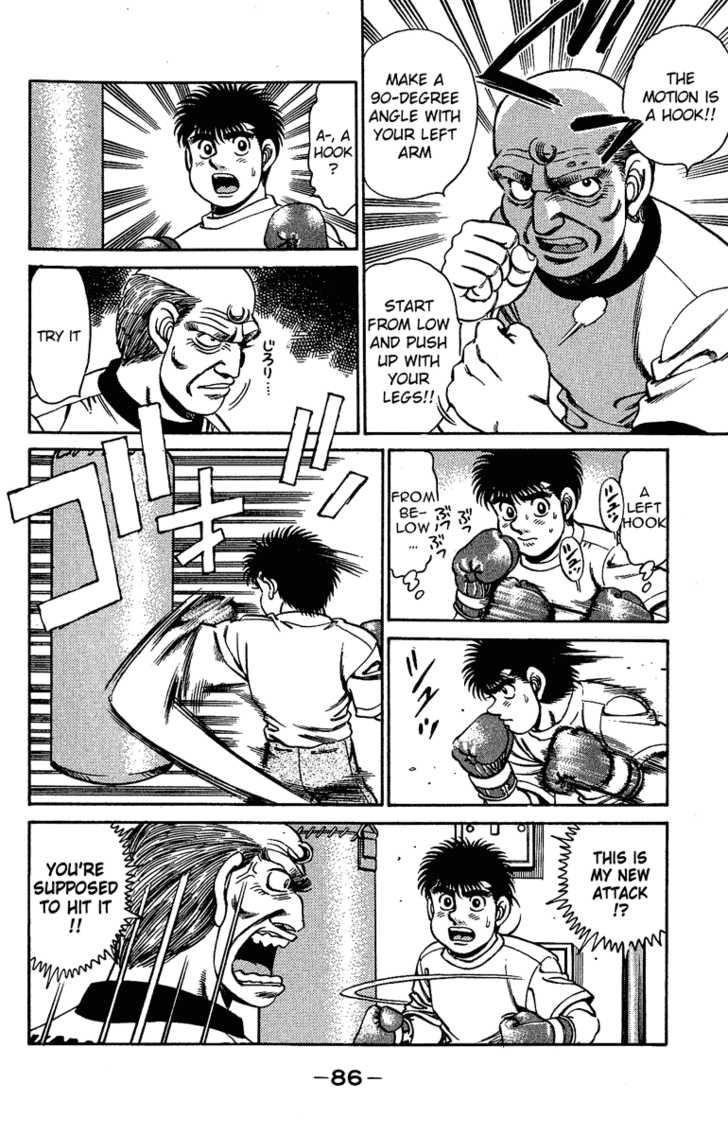 THE
MOTION IS
A HOOK!!
MAKE A
90-DEGREE
ANGLE WITH
YOUR LEFT
ARM
START
FROM LOW
AND PUSH
UP WITH
YOUR
LEGS!!
A-, A
HOOK
?
TRY IT
じろり…
A
LEFT
HOOK
FROM
BE-
LOW
...
ぶつ
ぶつ
THIS IS
MY NEW
ATTACK
!?
YOU'RE
SUPPOSED
TO HIT IT
!!
-86-